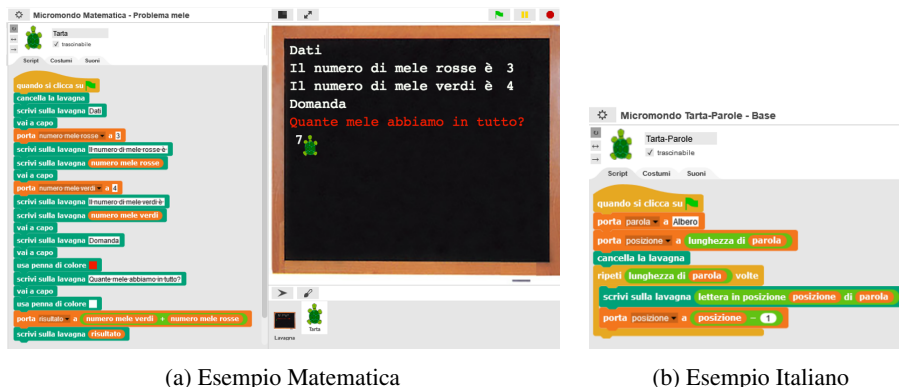 Micromondo Matematica - Problema mele
Tarta
trascinabile
Script Costumi Suoni
quando si clicca su
cancella la lavagna
scrivi sulla lavagna Dati
vai a capo
porta numero mele rosse a 3
scrivi sulla lavagna Il numero di mele rosse è
scrivi sulla lavagna numero mele rosse
vai a capo
porta numero mele verdi a 4
scrivi sulla lavagna Il numero di mele verdi è
scrivi sulla lavagna numero mele verdi
vai a capo
scrivi sulla lavagna Domanda
vai a capo
usa penna di colore
scrivi sulla lavagna Quante mele abbiamo in tutto?
vai a capo
usa penna di colore
porta risultato a numero mele verdi + numero mele rosse
scrivi sulla lavagna risultato
Dati
Il numero di mele rosse è 3
Il numero di mele verdi è 4
Domanda
Quante mele abbiamo in tutto?
7
Lavagna
Tarta
(a) Esempio Matematica
Micromondo Tarta-Parole - Base
Tarta-Parole
trascinabile
Script Costumi Suoni
quando si clicca su
porta parola a Albero
porta posizione a lunghezza di parola
cancella la lavagna
ripeti lunghezza di parola volte
scrivi sulla lavagna lettera in posizione posizione di parola
porta posizione a posizione - 1
(b) Esempio Italiano